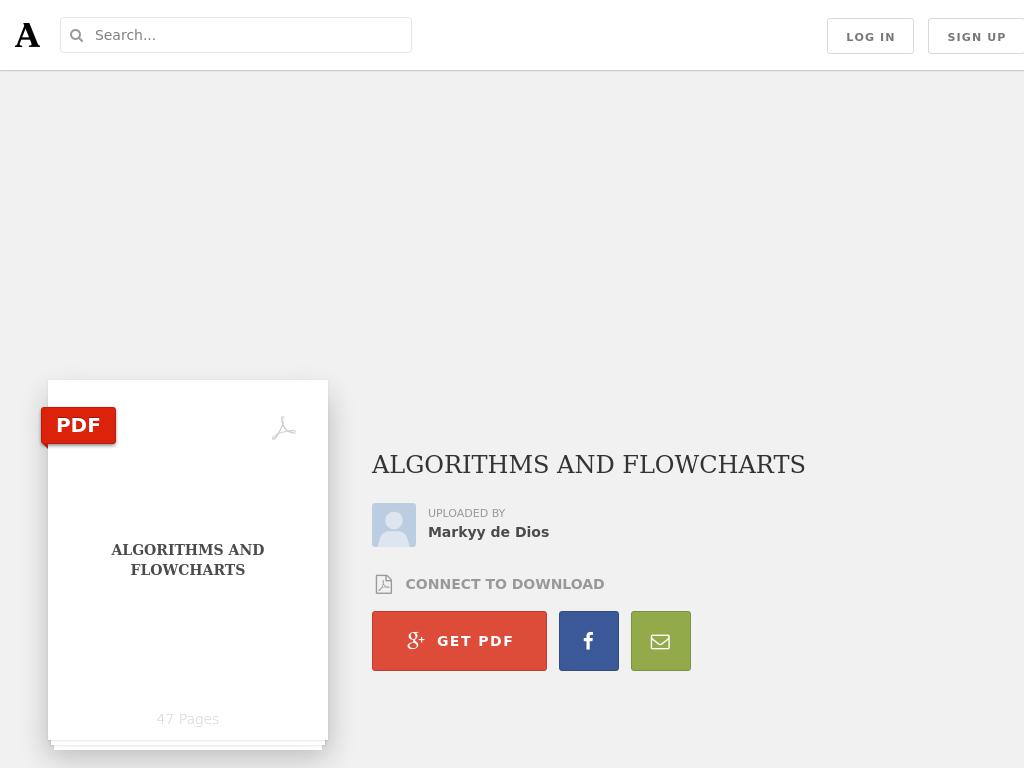 A
Search...
LOG IN
SIGN UP
PDF
ALGORITHMS AND
FLOWCHARTS
47 Pages
ALGORITHMS AND FLOWCHARTS
UPLOADED BY
Markyy de Dios
CONNECT TO DOWNLOAD
g+ GET PDF
f